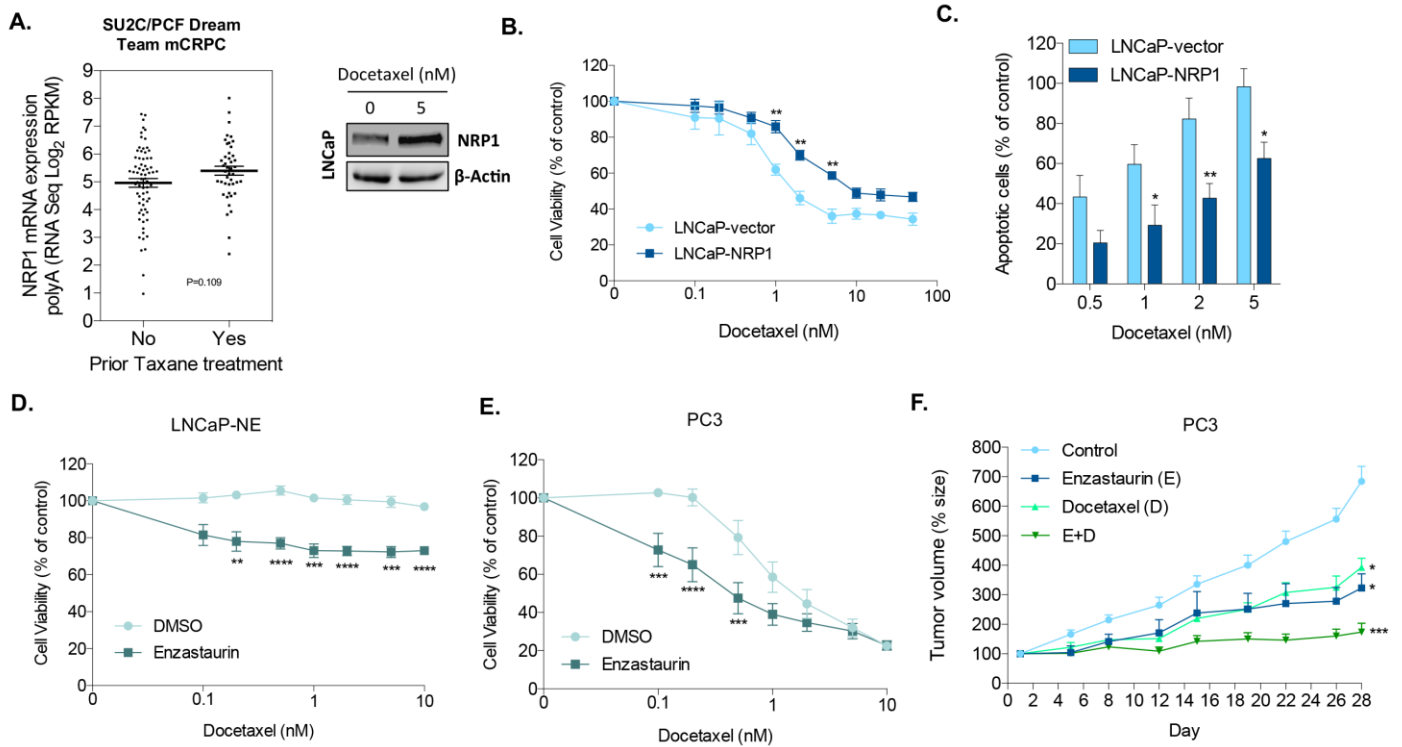 A.
SU2C/PCF Dream
Team mCRPC
NRP1 mRNA expression
polyA (RNA Seq Log2 RPKM)
9
8
7
6
5
4
3
2
1
0
P=0.109
No Yes
Prior Taxane treatment
Docetaxel (nM)
0 5
LNCaP
NRP1
β-Actin
B.
Cell Viability (% of control)
120
100
80
60
40
20
0
** ** **
LNCaP-vector
LNCaP-NRP1
0 0.1 1 10 100
Docetaxel (nM)
C.
LNCaP-vector
LNCaP-NRP1
Apoptotic cells (% of control)
120
100
80
60
40
20
0
* ** *
0.5 1 2 5
Docetaxel (nM)
D.
LNCaP-NE
Cell Viability (% of control)
120
100
80
60
40
20
0
** **** *** **** *** ****
DMSO
Enzastaurin
0 0.1 1 10
Docetaxel (nM)
E.
PC3
Cell Viability (% of control)
120
100
80
60
40
20
0
*** **** ***
DMSO
Enzastaurin
0 0.1 1 10
Docetaxel (nM)
F.
PC3
Control
Enzastaurin (E)
Docetaxel (D)
E+D
Tumor volume (% size)
800
700
600
500
400
300
200
100
0
*
*
***
0 2 4 6 8 10 12 14 16 18 20 22 24 26 28
Day